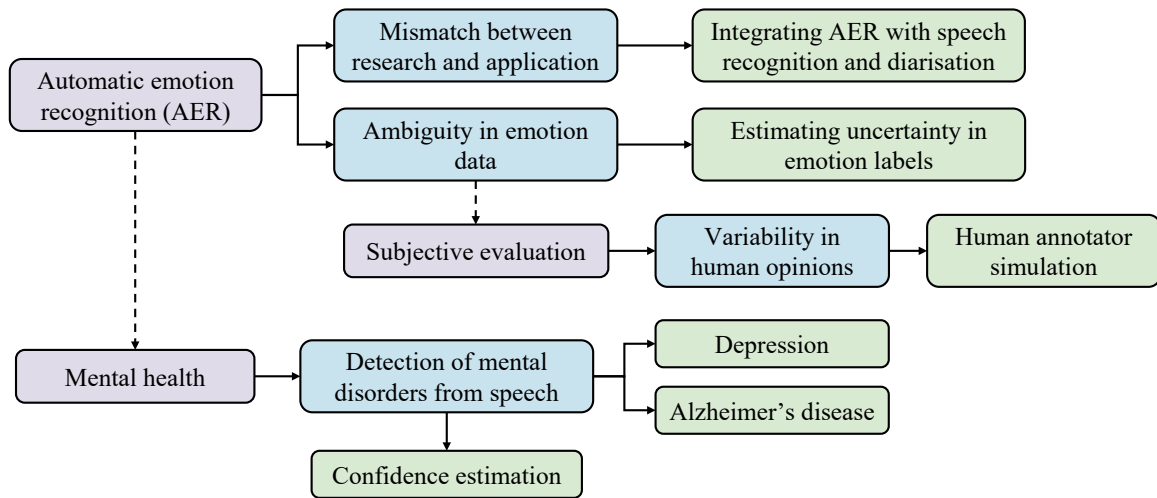 Mismatch between
research and application
Integrating AER with speech
recognition and diarisation
Automatic emotion
recognition (AER)
Ambiguity in emotion
data
Estimating uncertainty in
emotion labels
Subjective evaluation
Variability in
human opinions
Human annotator
simulation
Mental health
Detection of mental
disorders from speech
Depression
Alzheimer's disease
Confidence estimation